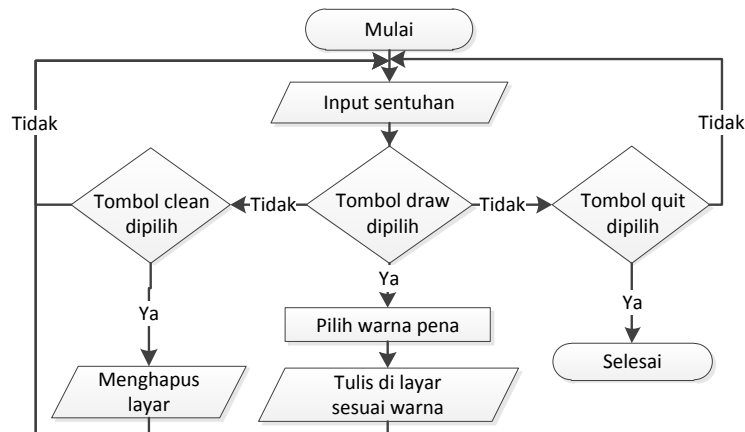 Mulai
Input sentuhan
Tidak
Tidak
Tombol clean
dipilih
Tidak
Tombol draw
dipilih
Tidak
Tombol quit
dipilih
Ya
Ya
Ya
Pilih warna pena
Selesai
Menghapus
layar
Tulis di layar
sesuai warna